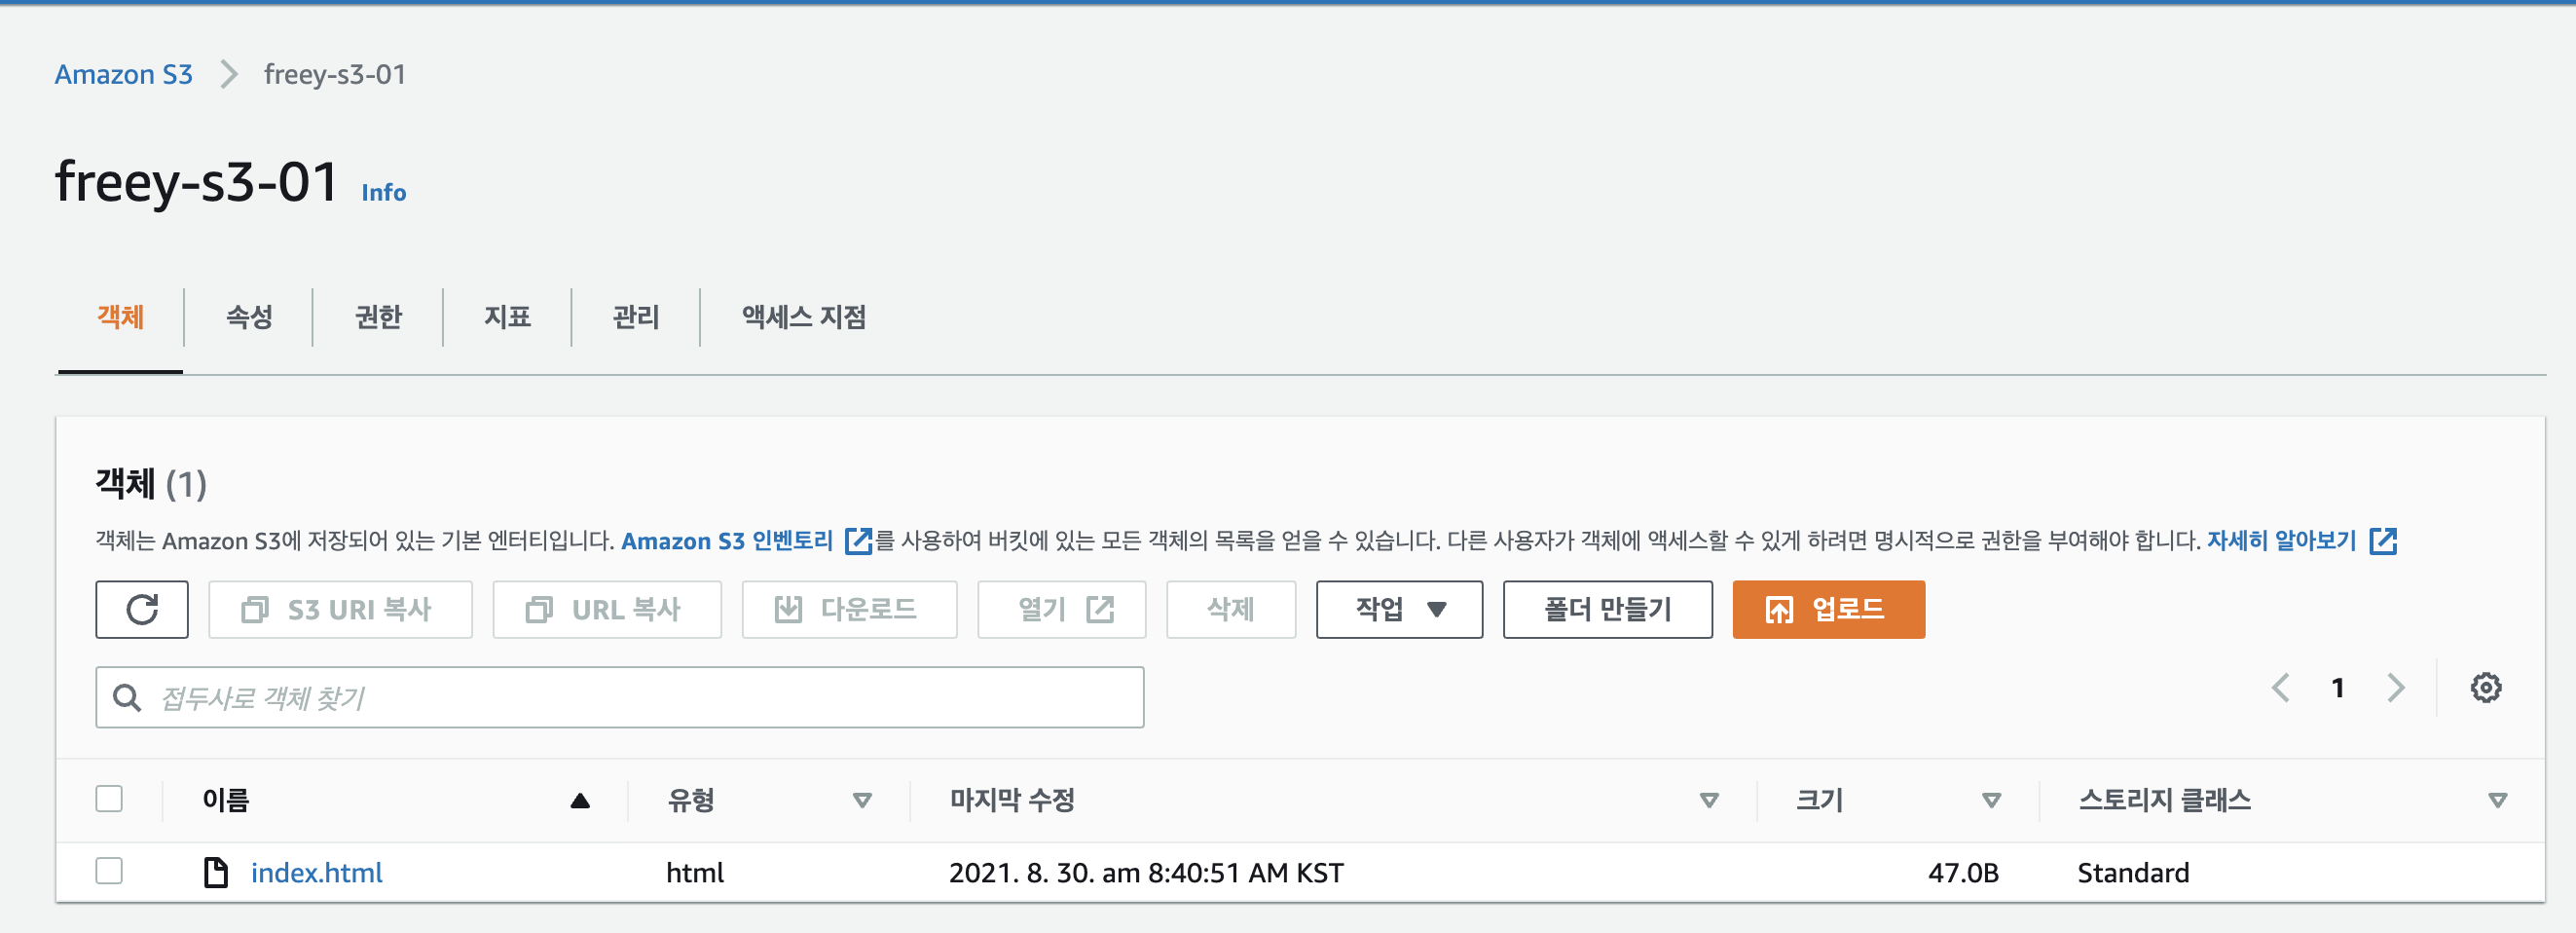 Amazon S3 > freey-s3-01
freey-s3-01 Info
객체 속성 권한 지표 관리 액세스 지점
객체 (1)
객체는 Amazon S3에 저장되어 있는 기본 엔터티입니다. Amazon S3 인벤토리를 사용하여 버킷에 있는 모든 객체의 목록을 얻을 수 있습니다. 다른 사용자가 객체에 액세스할 수 있게 하려면 명시적으로 권한을 부여해야 합니다. 자세히 알아보기
S3 URI 복사 URL 복사 다운로드 열기 삭제 작업 폴더 만들기 업로드
접두사로 객체 찾기 1
이름 유형 마지막 수정 크기 스토리지 클래스
index.html html 2021. 8. 30. am 8:40:51 AM KST 47.0B Standard